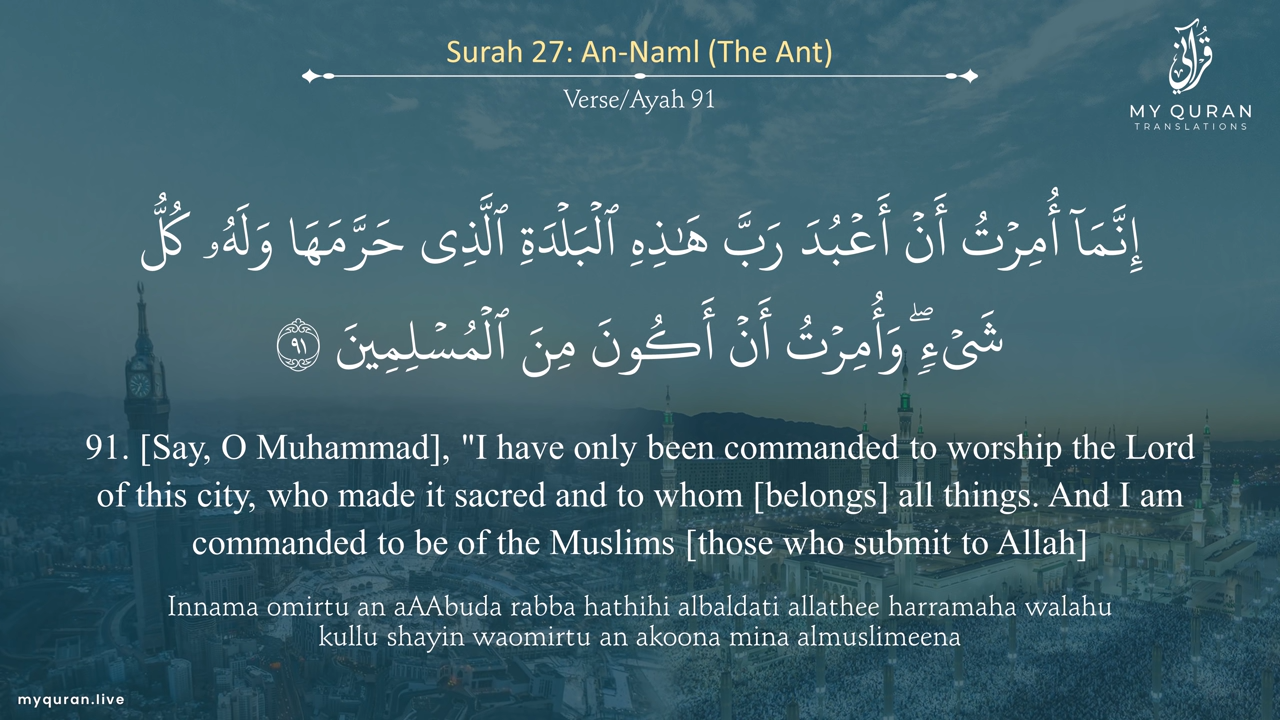 Surah 27: An-Naml (The Ant)
Verse/Ayah 91
قُرْآنِي
MY QURAN
TRANSLATIONS
إِنَّمَآ أُمِرْتُ أَنْ أَعْبُدَ رَبَّ هَـٰذِهِ ٱلْبَلْدَةِ ٱلَّذِى حَرَّمَهَا وَلَهُۥ كُلُّ
شَىْءٍۢ ۖ وَأُمِرْتُ أَنْ أَكُونَ مِنَ ٱلْمُسْلِمِينَ ٩١
91. [Say, O Muhammad], "I have only been commanded to worship the Lord
of this city, who made it sacred and to whom [belongs] all things. And I am
commanded to be of the Muslims [those who submit to Allah]
Innama omirtu an aAAbuda rabba hathihi albaldati allathee harramaha walahu
kullu shayin waomirtu an akoona mina almuslimeena
myquran.live